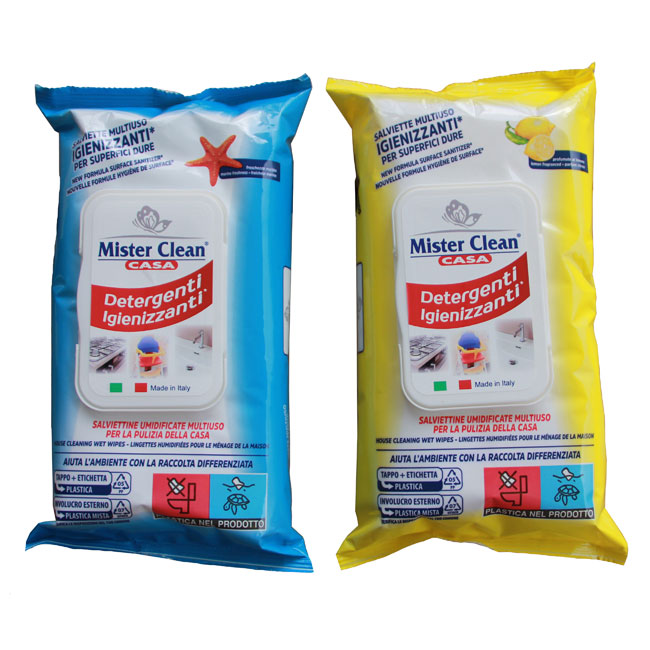 SALVIETTE MULTIUSO
IGIENIZZANTI*
PER SUPERFICI DURE
NEW FORMULA SURFACE SANITIZER*
NOUVELLE FORMULE HYGIÈNE DE SURFACE*
Mister Clean®
CASA
Detergenti
Igienizzanti*
Made in Italy
SALVIETTINE UMIDIFICATE MULTIUSO
PER LA PULIZIA DELLA CASA
HOUSE CLEANING WET WIPES - LINGETTES HUMIDIFIÉES POUR LE MÉNAGE DE LA MAISON
AIUTA L'AMBIENTE CON LA RACCOLTA DIFFERENZIATA
TAPPO + ETICHETTA
PLASTICA
05
PP
INVOLUCRO ESTERNO
PLASTICA MISTA
07
PLASTICA NEL PRODOTTO
SALVIETTE MULTIUSO
IGIENIZZANTI*
PER SUPERFICI DURE
NEW FORMULA SURFACE SANITIZER*
NOUVELLE FORMULE HYGIÈNE DE SURFACE*
Mister Clean®
CASA
Detergenti
Igienizzanti*
Made in Italy
SALVIETTINE UMIDIFICATE MULTIUSO
PER LA PULIZIA DELLA CASA
HOUSE CLEANING WET WIPES - LINGETTES HUMIDIFIÉES POUR LE MÉNAGE DE LA MAISON
AIUTA L'AMBIENTE CON LA RACCOLTA DIFFERENZIATA
TAPPO + ETICHETTA
PLASTICA
05
PP
INVOLUCRO ESTERNO
PLASTICA MISTA
07
PLASTICA NEL PRODOTTO